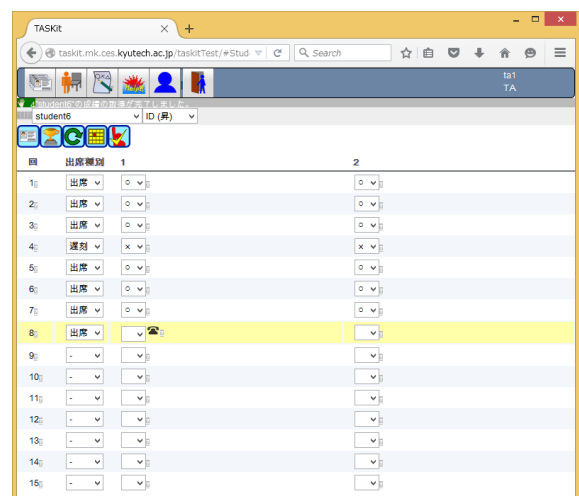 TASKit
taskit.mk.ces.kyutech.ac.jp/taskitTest/#Stud
Search
Help!
ta1
TA
student6 ID (昇)
回 出席種別 1 2
1 出席 ○ ○
2 出席 ○ ○
3 出席 ○ ○
4 遅刻 × ×
5 出席 ○ ○
6 出席 ○ ○
7 出席 ○ ○
8 出席
9 -
10 -
11 -
12 -
13 -
14 -
15 -